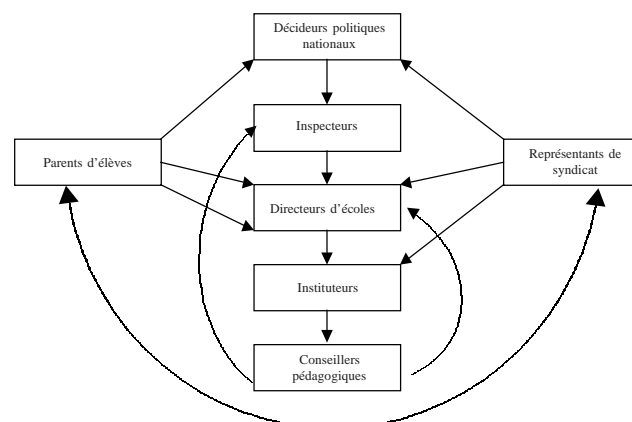 Décideurs politiques
nationaux
Inspecteurs
Parents d’élèves
Représentants de
syndicat
Directeurs d’écoles
Instituteurs
Conseillers
pédagogiques